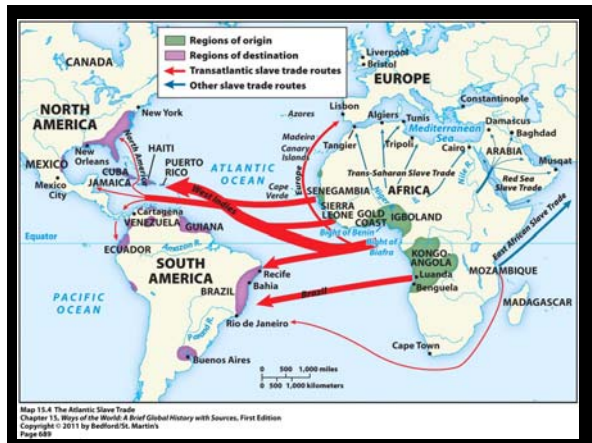 Regions of origin
Regions of destination
Transatlantic slave trade routes
Other slave trade routes
CANADA
NORTH
AMERICA
New York
New
Orleans
MEXICO
Mexico
City
CUBA
JAMAICA
HAITI
PUERTO
RICO
North America
ATLANTIC
OCEAN
West Indies
Cartagena
VENEZUELA
GUIANA
Equator
ECUADOR
Amazon R.
SOUTH
AMERICA
BRAZIL
Recife
Bahia
Brazil
PACIFIC
OCEAN
Paraná R.
Rio de Janeiro
Buenos Aires
0 500 1,000 miles
0 500 1,000 kilometers
Liverpool
Bristol
EUROPE
Lisbon
Azores
Madeira
Canary
Islands
Europe
Cape
Verde
Constantinople
Algiers
Tunis
Mediterranean
Sea
Damascus
Baghdad
Tangier
Tripoli
Cairo
ARABIA
Musqat
Trans-Saharan Slave Trade
Nile R.
Red Sea
Slave Trade
SENEGAMBIA
AFRICA
Niger R.
SIERRA
LEONE
GOLD
COAST
IGBOLAND
Bight of Benin
Bight of
Biafra
East African Slave Trade
KONGO-
ANGOLA
Luanda
Benguela
MOZAMBIQUE
MADAGASCAR
Cape Town
Map 15.4 The Atlantic Slave Trade
Chapter 15, Ways of the World: A Brief Global History with Sources, First Edition
Copyright © 2011 by Bedford/St. Martin's
Page 689